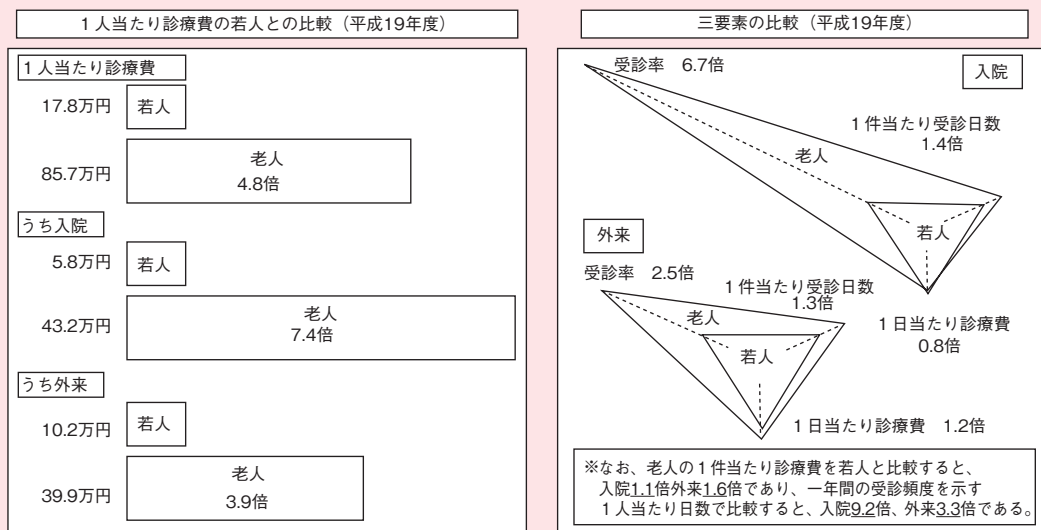 1人当たり診療費の若人との比較（平成19年度）
1人当たり診療費
17.8万円
若人
85.7万円
老人
4.8倍
うち入院
5.8万円
若人
43.2万円
老人
7.4倍
うち外来
10.2万円
若人
39.9万円
老人
3.9倍
三要素の比較（平成19年度）
入院
受診率 6.7倍
1件当たり受診日数
1.4倍
老人
若人
1日当たり診療費
0.8倍
外来
受診率 2.5倍
1件当たり受診日数
1.3倍
老人
若人
1日当たり診療費 1.2倍
※なお、老人の1件当たり診療費を若人と比較すると、
入院1.1倍外来1.6倍であり、一年間の受診頻度を示す
1人当たり日数で比較すると、入院9.2倍、外来3.3倍である。